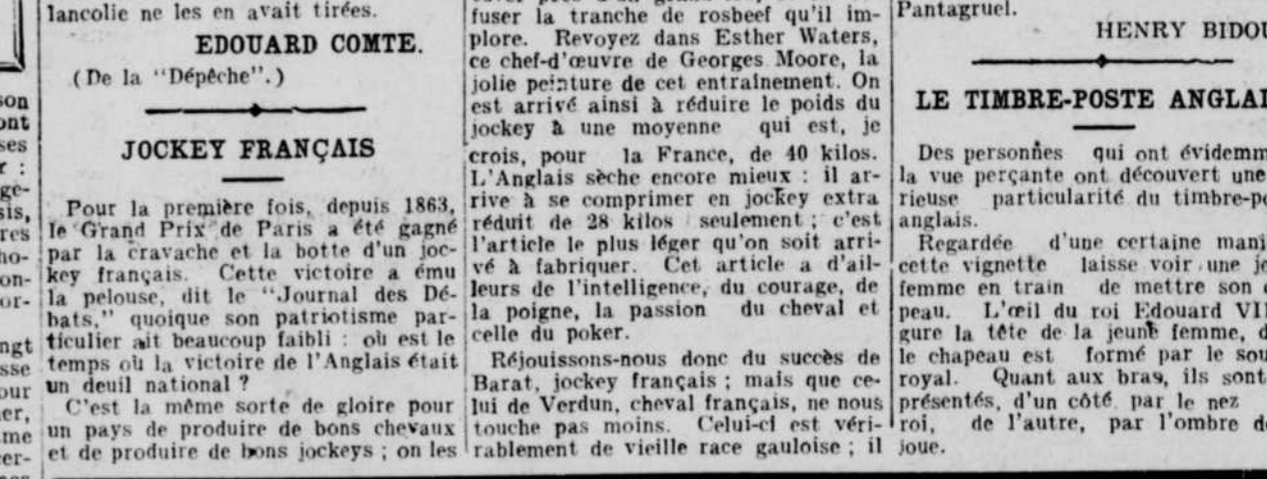 lancolie ne les en avait tirées.
EDOUARD COMTE.
(De la "Dépêche".)
JOCKEY FRANÇAIS
Pour la première fois, depuis 1863,
le Grand Prix de Paris a été gagné
par la cravache et la botte d'un joc-
key français. Cette victoire a ému
la pelouse, dit le "Journal des Dé-
bats," quoique son patriotisme par-
ticulier ait beaucoup faibli : où est le
temps où la victoire de l'Anglais était
un deuil national ?
C'est la même sorte de gloire pour
un pays de produire de bons chevaux
et de produire de bons jockeys ; on les
fuser la tranche de rosbeef qu'il im-
plore. Revoyez dans Esther Waters,
ce chef-d'œuvre de Georges Moore, la
jolie peinture de cet entraînement. On
est arrivé ainsi à réduire le poids du
jockey à une moyenne qui est, je
crois, pour la France, de 40 kilos.
L'Anglais sèche encore mieux : il ar-
rive à se comprimer en jockey extra
réduit de 28 kilos seulement ; c'est
l'article le plus léger qu'on soit arri-
vé à fabriquer. Cet article a d'ail-
leurs de l'intelligence, du courage, de
la poigne, la passion du cheval et
celle du poker.
Réjouissons-nous donc du succès de
Barat, jockey français ; mais que ce-
lui de Verdun, cheval français, ne nous
touche pas moins. Celui-ci est véri-
rablement de vieille race gauloise ; il
Pantagruel.
HENRY BIDOU
LE TIMBRE-POSTE ANGLAI
Des personnes qui ont évidemm
la vue perçante ont découvert une
rieuse particularité du timbre-po
anglais.
Regardée d'une certaine mani
cette vignette laisse voir une je
femme en train de mettre son
peau. L'œil du roi Edouard VII
gure la tête de la jeune femme, d
le chapeau est formé par le sou
royal. Quant aux bras, ils sont
présentés, d'un côté par le nez
roi, de l'autre, par l'ombre de
joue.